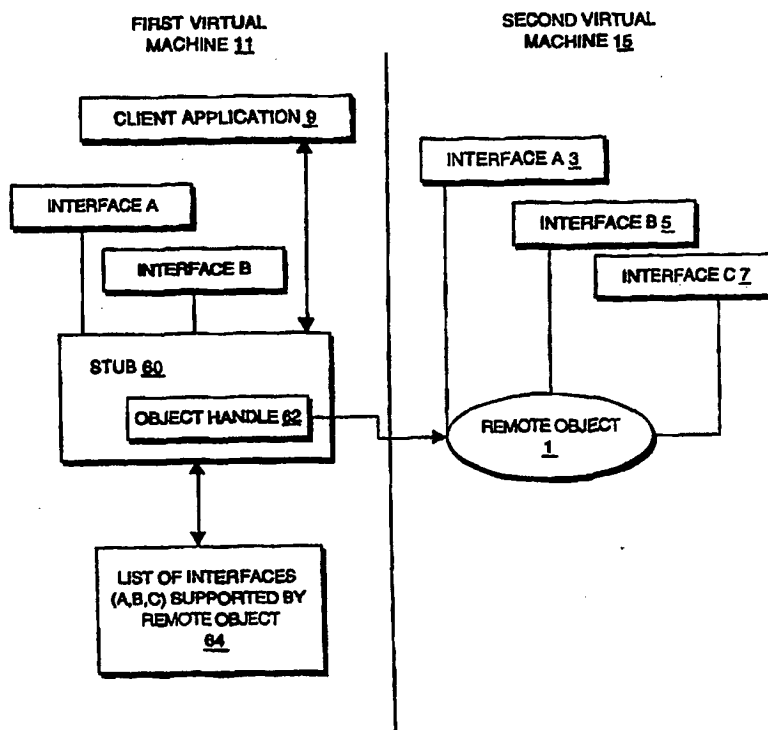 FIRST VIRTUAL
MACHINE 11
SECOND VIRTUAL
MACHINE 15
CLIENT APPLICATION 9
INTERFACE A 3
INTERFACE A
INTERFACE B 5
INTERFACE B
INTERFACE C 7
STUB 60
OBJECT HANDLE 62
REMOTE OBJECT
1
LIST OF INTERFACES
(A,B,C) SUPPORTED BY
REMOTE OBJECT
64